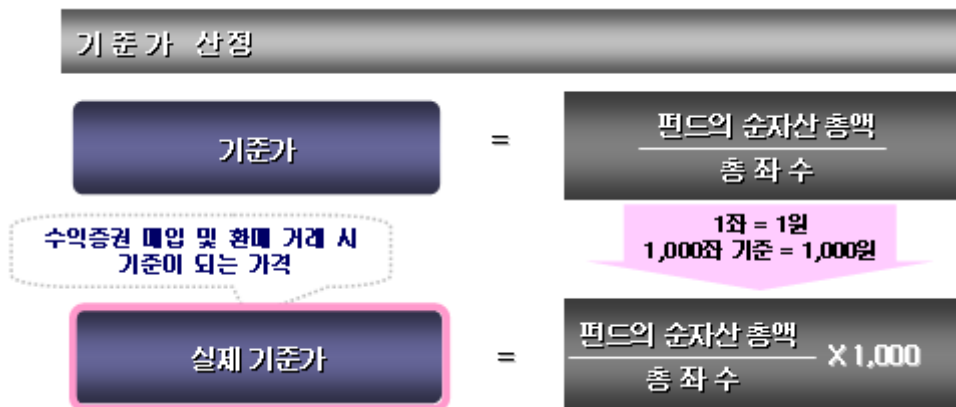 기준가 산정
기준가
=
펀드의 순자산 총액
총 좌 수
수익증권 매입 및 환매 거래 시
기준이 되는 가격
1좌 = 1원
1,000좌 기준 = 1,000원
실제 기준가
=
펀드의 순자산 총액
총 좌 수
X 1,000